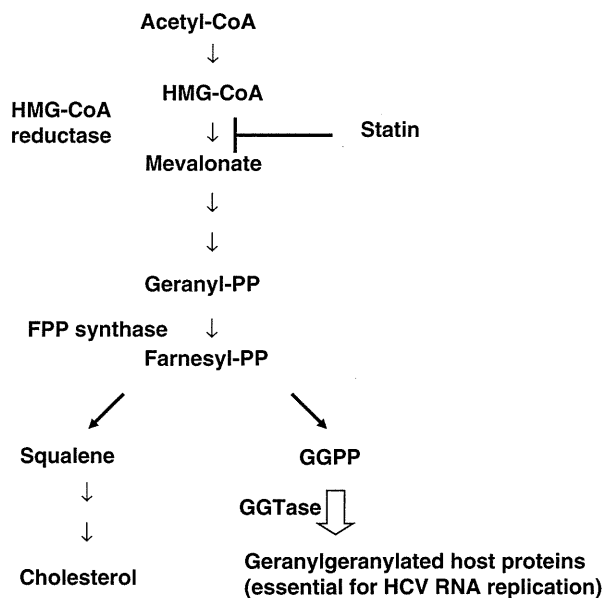 Acetyl-CoA
HMG-CoA
HMG-CoA
reductase
Statin
Mevalonate
Geranyl-PP
FPP synthase
Farnesyl-PP
Squalene
GGPP
GGTase
Geranylgeranylated host proteins
(essential for HCV RNA replication)
Cholesterol